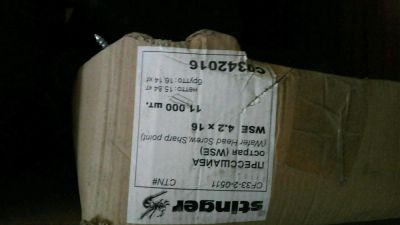 stinger
CTN# CF33-2-0511
ПРЕССШАЙБА
острая (WSE)
(Wafer Head Screw, Sharp point)
WSE 4.2 x 16
11 000 шт.
нетто: 15.84 кг
брутто: 16.14 кг
C0342016